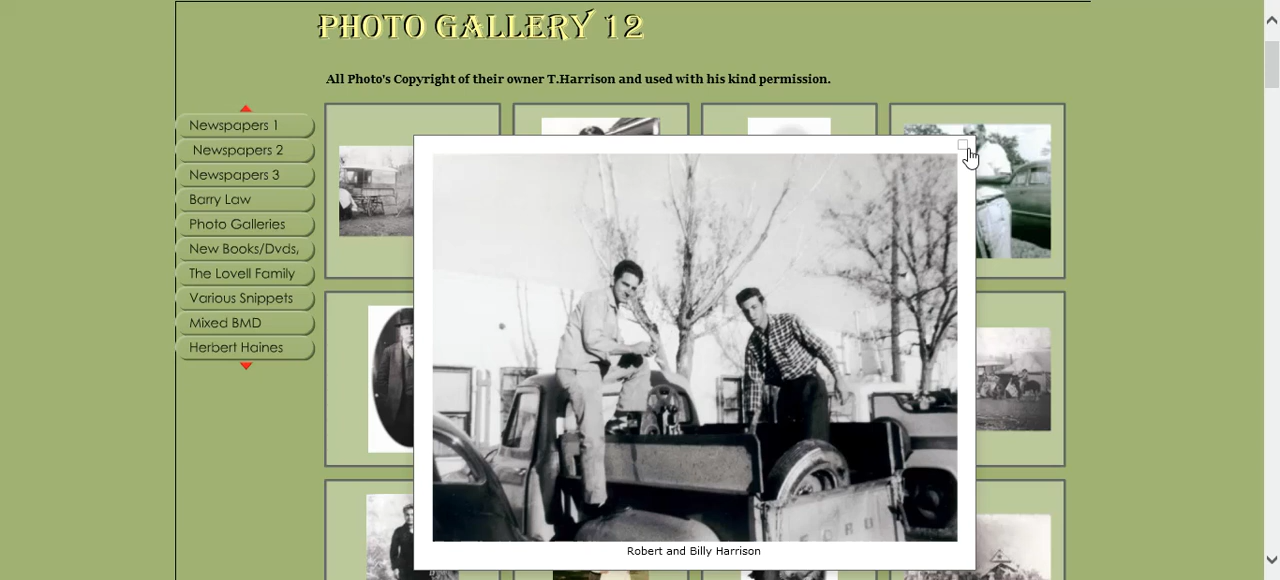 PHOTO GALLERY 12
All Photo's Copyright of their owner T.Harrison and used with his kind permission.
Newspapers 1
Newspapers 2
Newspapers 3
Barry Law
Photo Galleries
New Books/Dvds,
The Lovell Family
Various Snippets
Mixed BMD
Herbert Haines
FORD
Robert and Billy Harrison